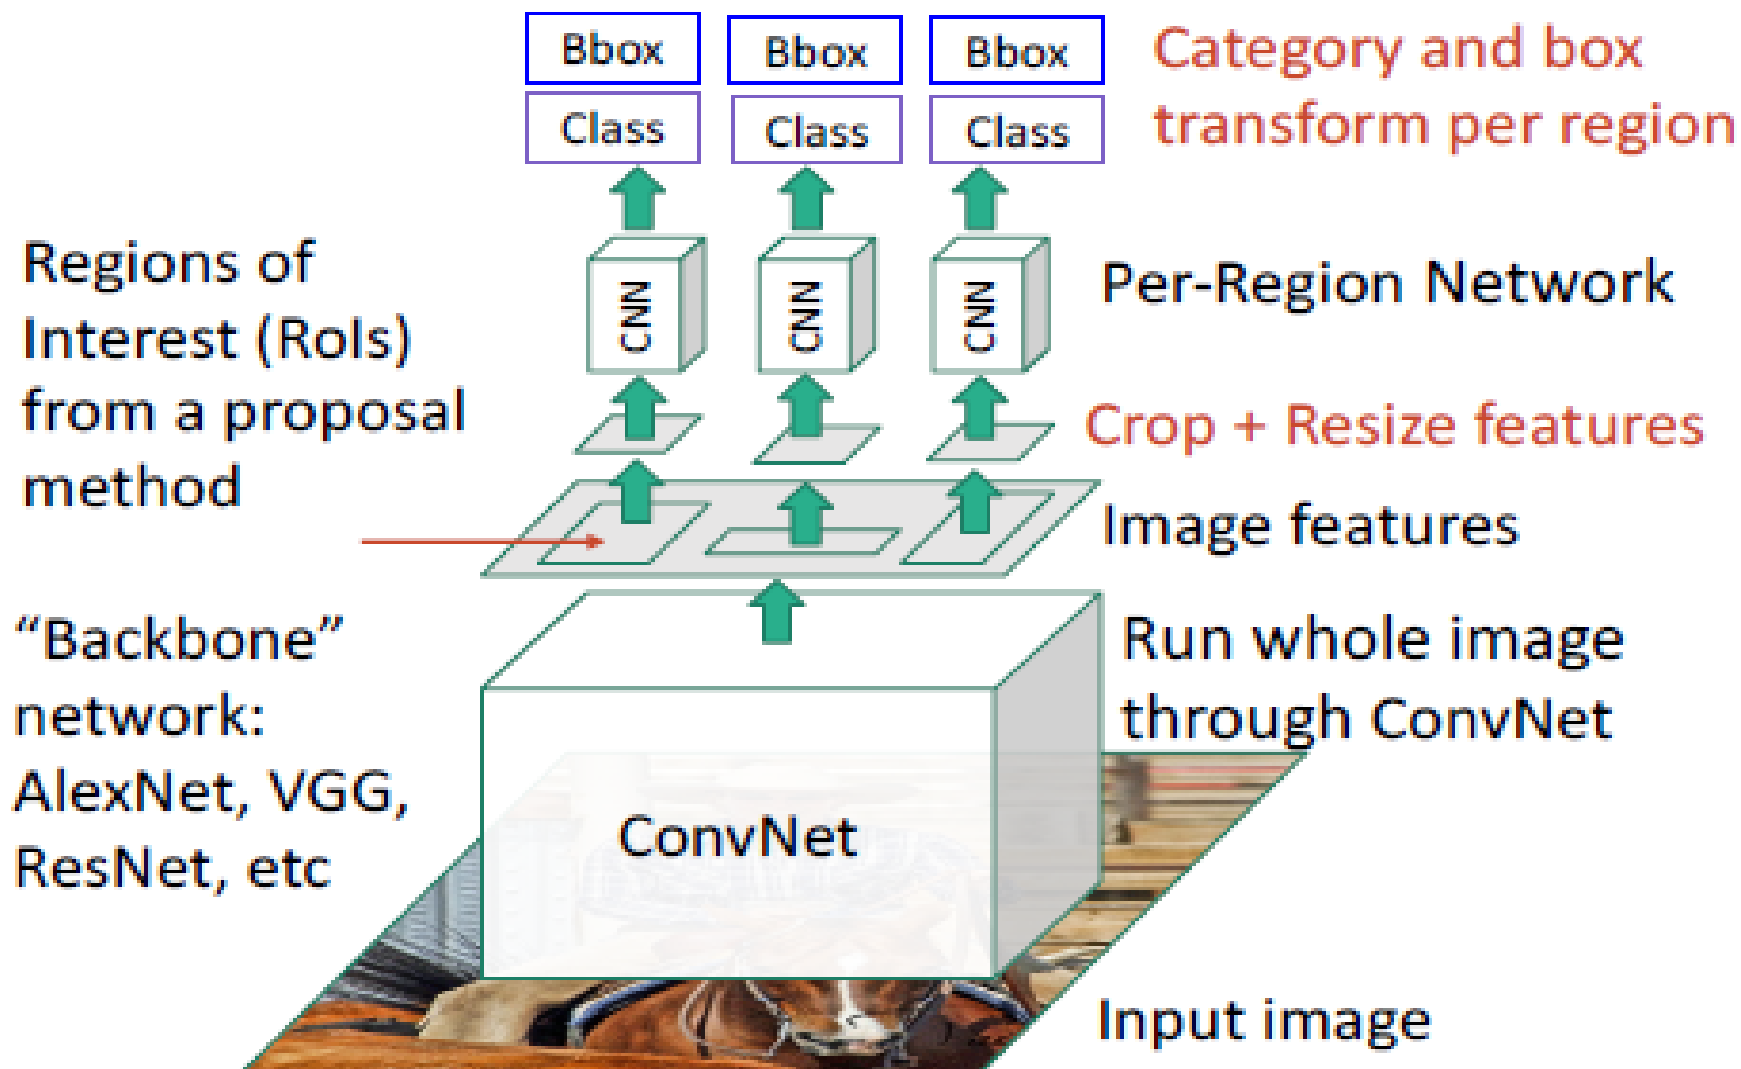 Bbox
Bbox
Bbox
Class
Class
Class
Category and box
transform per region
Regions of
Interest (RoIs)
from a proposal
method
CNN
CNN
CNN
Per-Region Network
Crop + Resize features
Image features
“Backbone”
network:
AlexNet, VGG,
ResNet, etc
Run whole image
through ConvNet
ConvNet
Input image